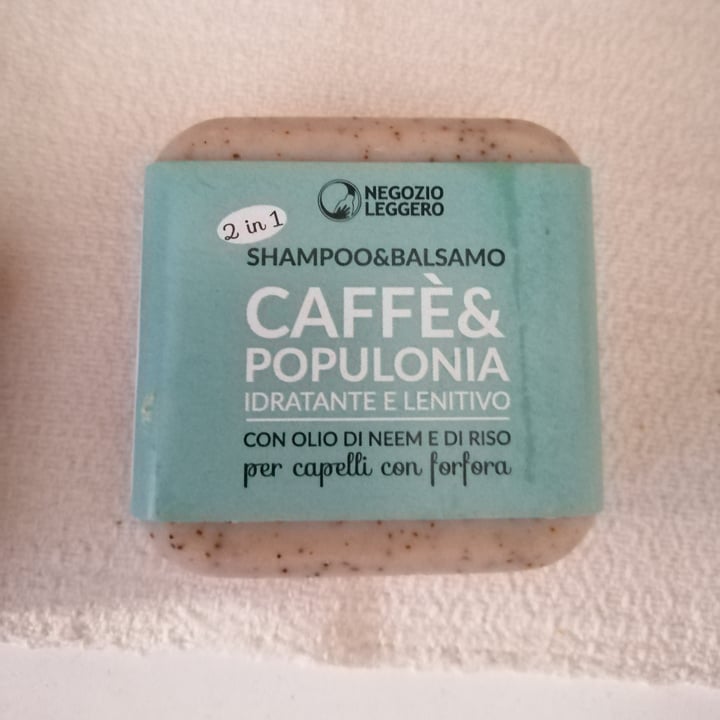 NEGOZIO
LEGGERO
2 in 1
SHAMPOO&BALSAMO
CAFFÈ&
POPULONIA
IDRATANTE E LENITIVO
CON OLIO DI NEEM E DI RISO
per capelli con forfora